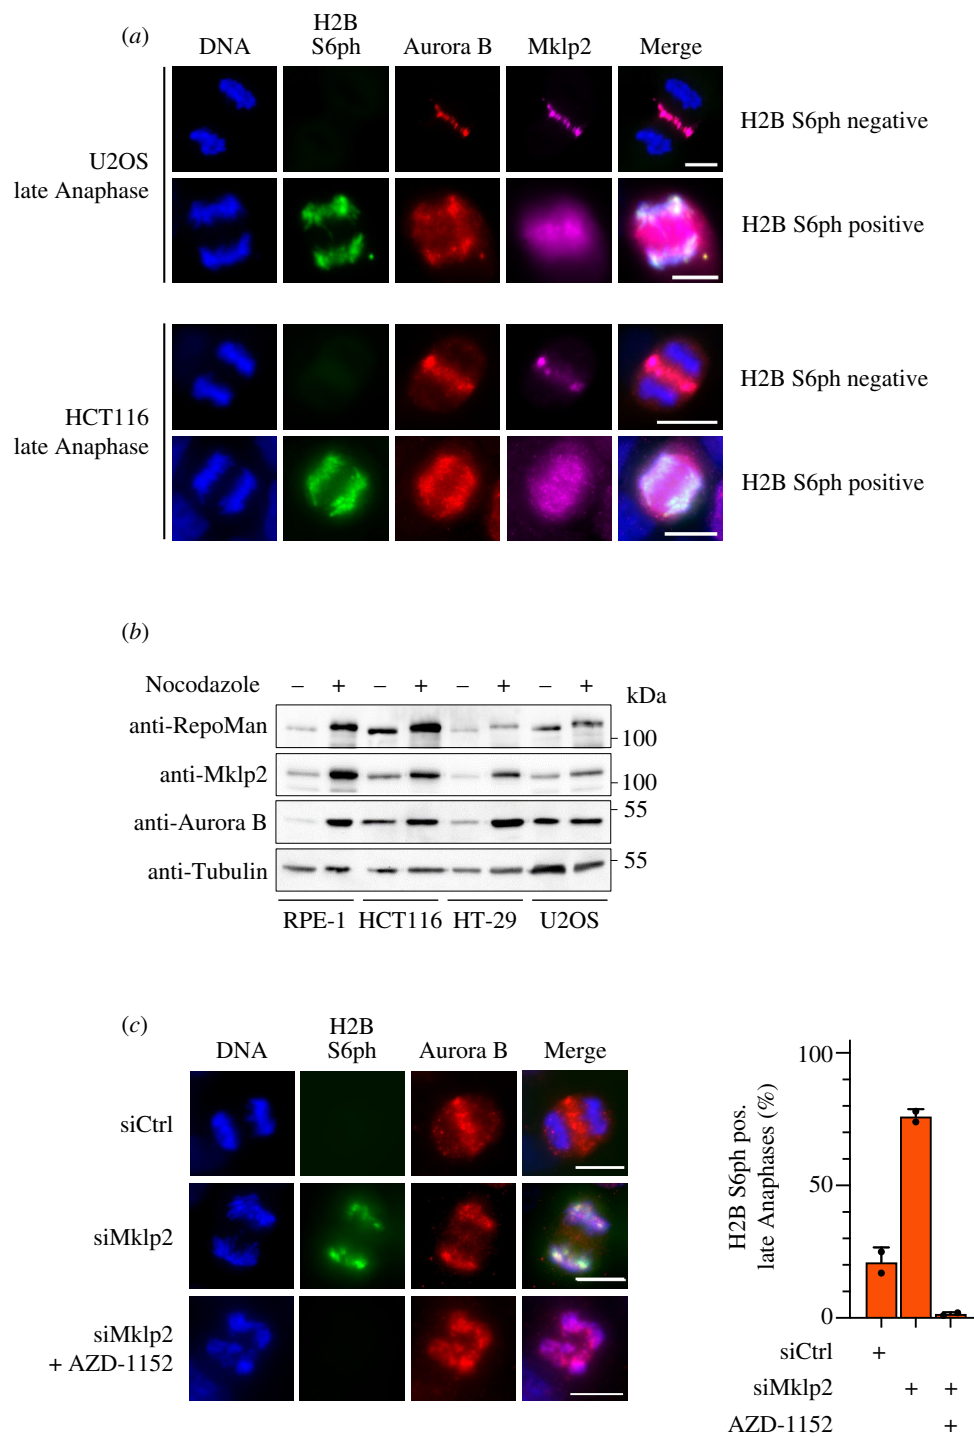 (a)
DNA H2B S6ph Aurora B Mklp2 Merge
U2OS
late Anaphase
H2B S6ph negative
H2B S6ph positive
HCT116
late Anaphase
H2B S6ph negative
H2B S6ph positive
(b)
Nocodazole – + – + – + – + kDa
anti-RepoMan 100
anti-Mklp2 100
anti-Aurora B 55
anti-Tubulin 55
RPE-1 HCT116 HT-29 U2OS
(c)
DNA H2B S6ph Aurora B Merge
siCtrl
siMklp2
siMklp2
+ AZD-1152
H2B S6ph pos.
late Anaphases (%)
100
50
0
siCtrl +
siMklp2 + +
AZD-1152 +